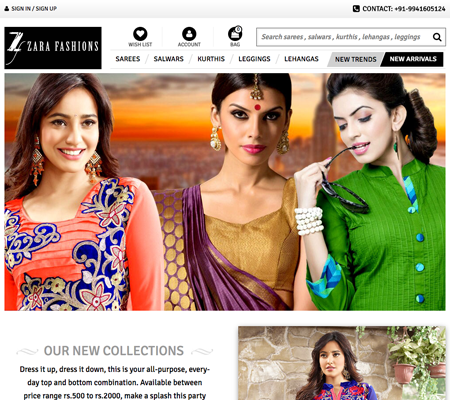 SIGN IN / SIGN UP
CONTACT: +91-9941605124
ZARA FASHIONS
WISH LIST
ACCOUNT
BAG
Search sarees , salwars , kurthis , lehangas , leggings
SAREES / SALWARS / KURTHIS / LEGGINGS / LEHANGAS NEW TRENDS NEW ARRIVALS
OUR NEW COLLECTIONS
Dress it up, dress it down, this is your all-purpose, every-
day top and bottom combination. Available between
price range rs.500 to rs.2000, make a splash this party